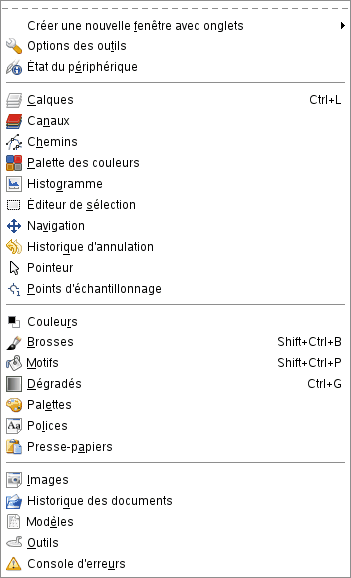 Créer une nouvelle fenêtre avec onglets
Options des outils
État du périphérique
Calques Ctrl+L
Canaux
Chemins
Palette des couleurs
Histogramme
Éditeur de sélection
Navigation
Historique d'annulation
Pointeur
Points d'échantillonnage
Couleurs
Brosses Shift+Ctrl+B
Motifs Shift+Ctrl+P
Dégradés Ctrl+G
Palettes
Polices
Presse-papiers
Images
Historique des documents
Modèles
Outils
Console d'erreurs